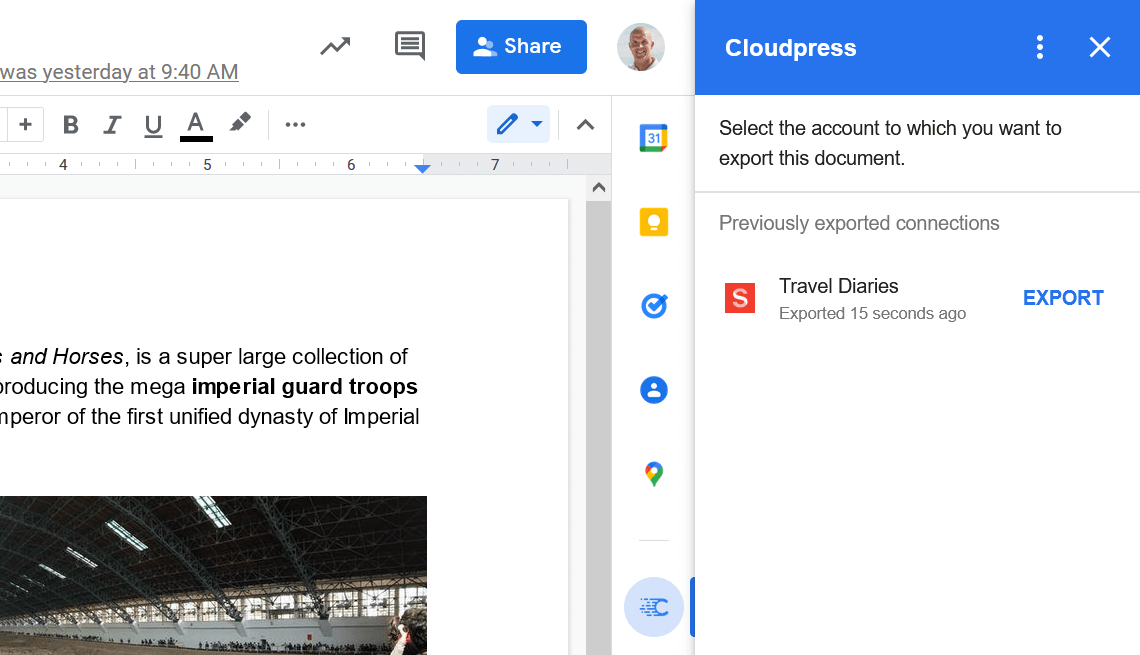 Share
Cloudpress
was yesterday at 9:40 AM
+ B I U A
4 5 6 7
31
Select the account to which you want to
export this document.
Previously exported connections
S
Travel Diaries
Exported 15 seconds ago
EXPORT
and Horses, is a super large collection of
producing the mega imperial guard troops
mperor of the first unified dynasty of Imperial
C